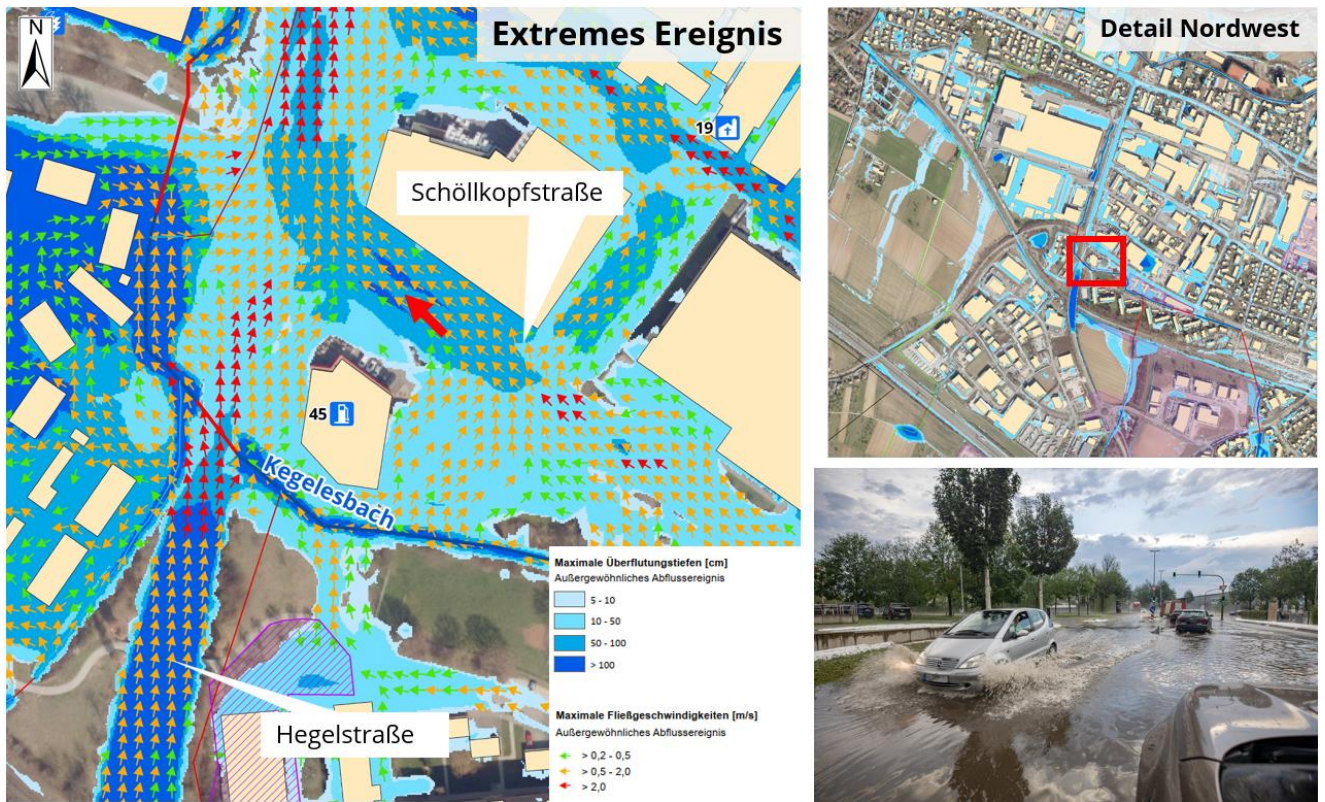 N
Extremes Ereignis
19
Schöllkopfstraße
45
Kegelesbach
Hegelstraße
Maximale Überflutungstiefen [cm]
Außergewöhnliches Abflussereignis
5 - 10
10 - 50
50 - 100
> 100
Maximale Fließgeschwindigkeiten [m/s]
Außergewöhnliches Abflussereignis
> 0,2 - 0,5
> 0,5 - 2,0
> 2,0
Detail Nordwest